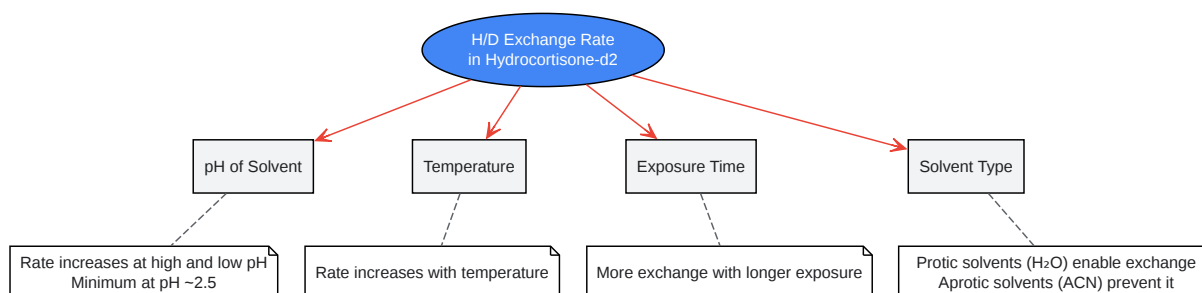 H/D Exchange Rate
in Hydrocortisone-d2
pH of Solvent
Temperature
Exposure Time
Solvent Type
Rate increases at high and low pH
Minimum at pH ~2.5
Rate increases with temperature
More exchange with longer exposure
Protic solvents (H₂O) enable exchange
Aprotic solvents (ACN) prevent it